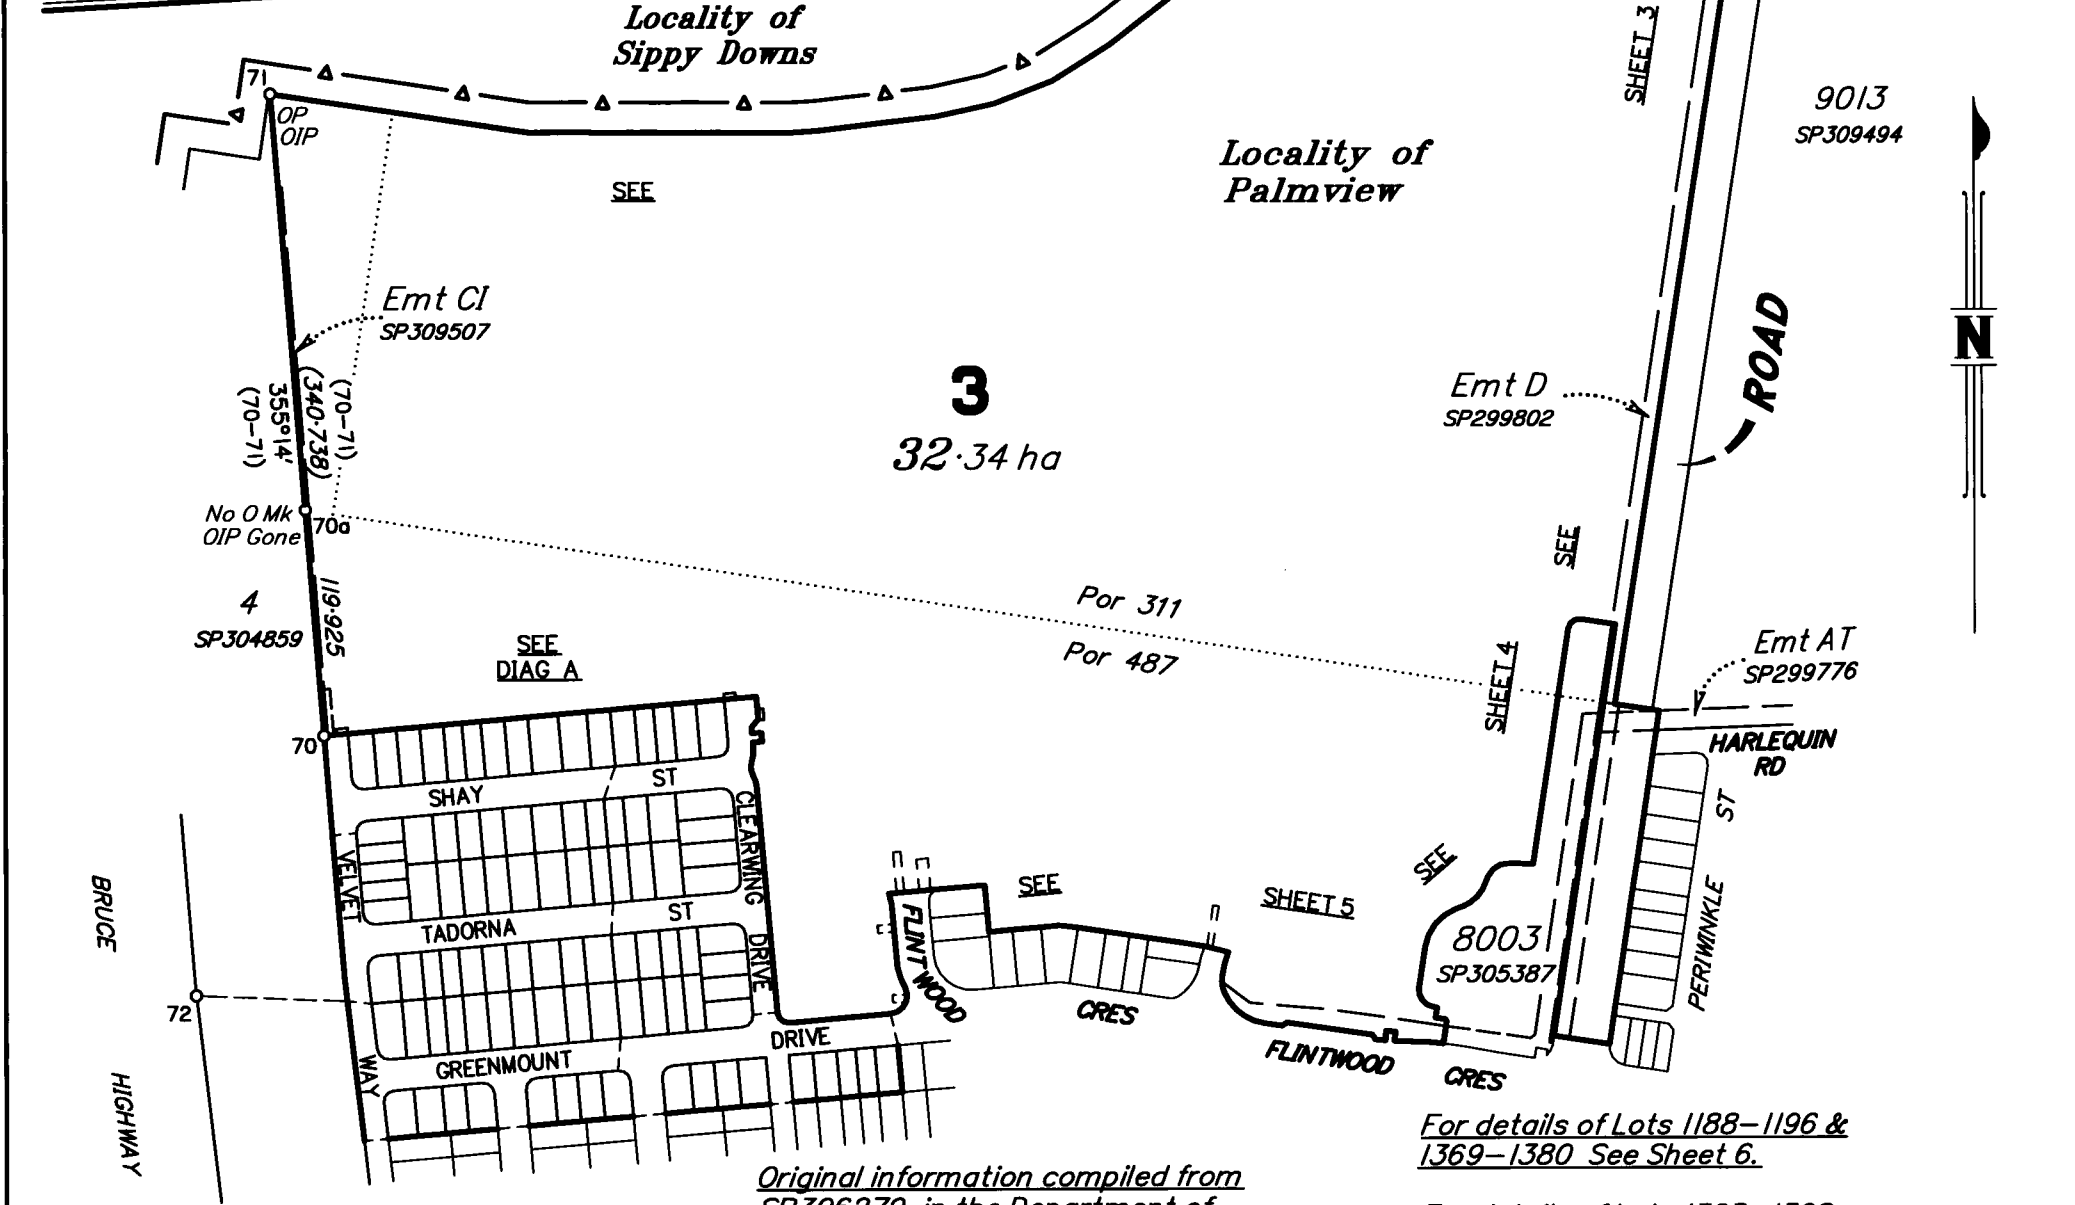 Locality of
Sippy Downs
SHEET 3
71
OP
OIP
9013
SP309494
Locality of
Palmview
SEE
Emt CI
SP309507
N
ROAD
3
32·34 ha
Emt D
SP299802
(70-71)
(340·738)
355°14'
(70-71)
No O Mk
OIP Gone
70a
SEE
4
SP304859
119·925
Por 311
Por 487
SEE
DIAG A
SHEET 4
Emt AT
SP299776
70
HARLEQUIN
RD
SHAY
ST
CLEARWING
DRIVE
VELVET
WAY
TADORNA
ST
SEE
SHEET 5
SEE
ST
PERIWINKLE
BRUCE
HIGHWAY
FLINTWOOD
CRES
8003
SP305387
72
GREENMOUNT
DRIVE
FLINTWOOD
CRES
For details of Lots 1188-1196 &
1369-1380 See Sheet 6.
Original information compiled from
in the Department of